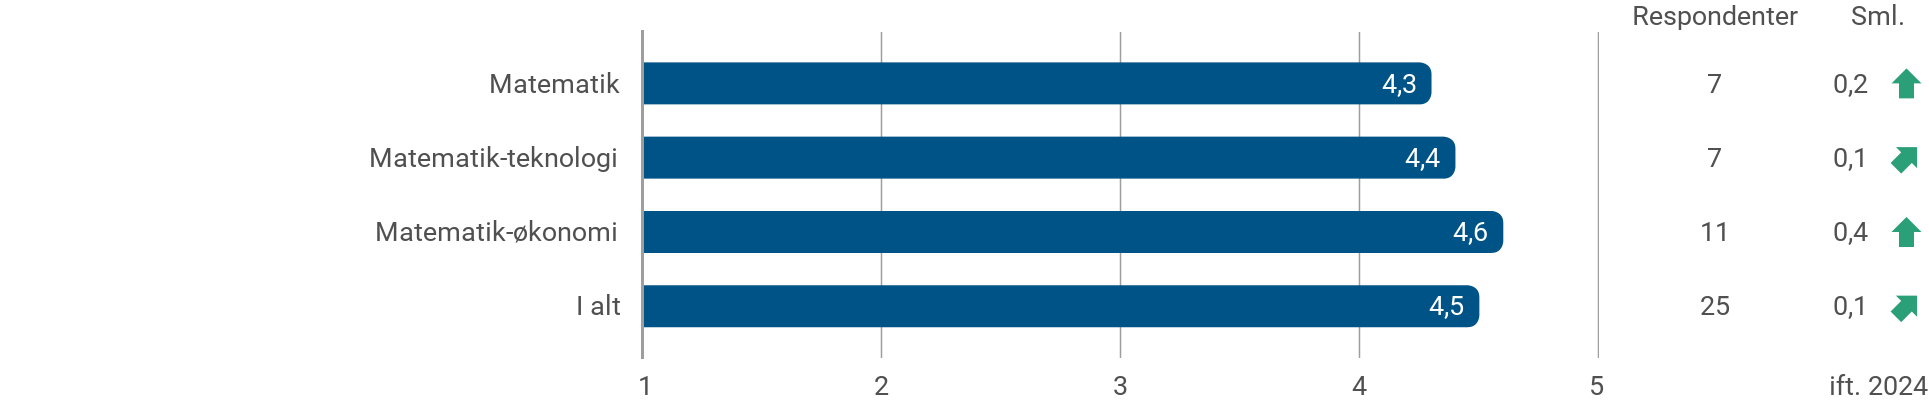 Respondenter Sml.
Matematik 4,3 7 0,2
Matematik-teknologi 4,4 7 0,1
Matematik-økonomi 4,6 11 0,4
I alt 4,5 25 0,1
1 2 3 4 5 ift. 2024